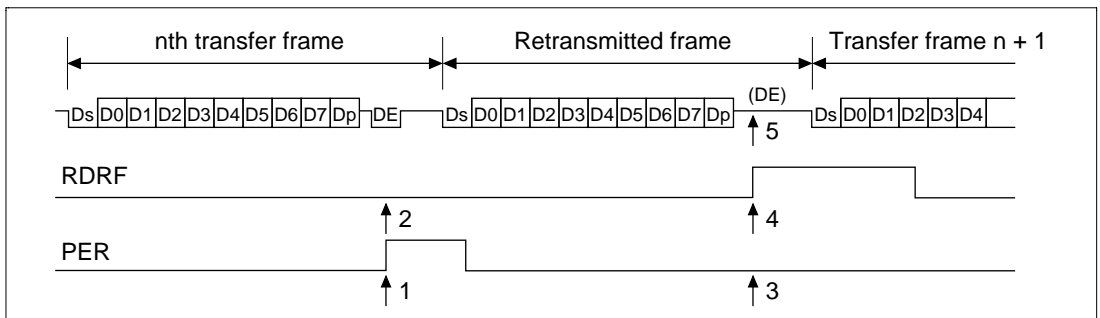 nth transfer frame Retransmitted frame Transfer frame n + 1
(DE)
Ds D0 D1 D2 D3 D4 D5 D6 D7 Dp DE Ds D0 D1 D2 D3 D4 D5 D6 D7 Dp Ds D0 D1 D2 D3 D4
5
RDRF
2 4
PER
1 3